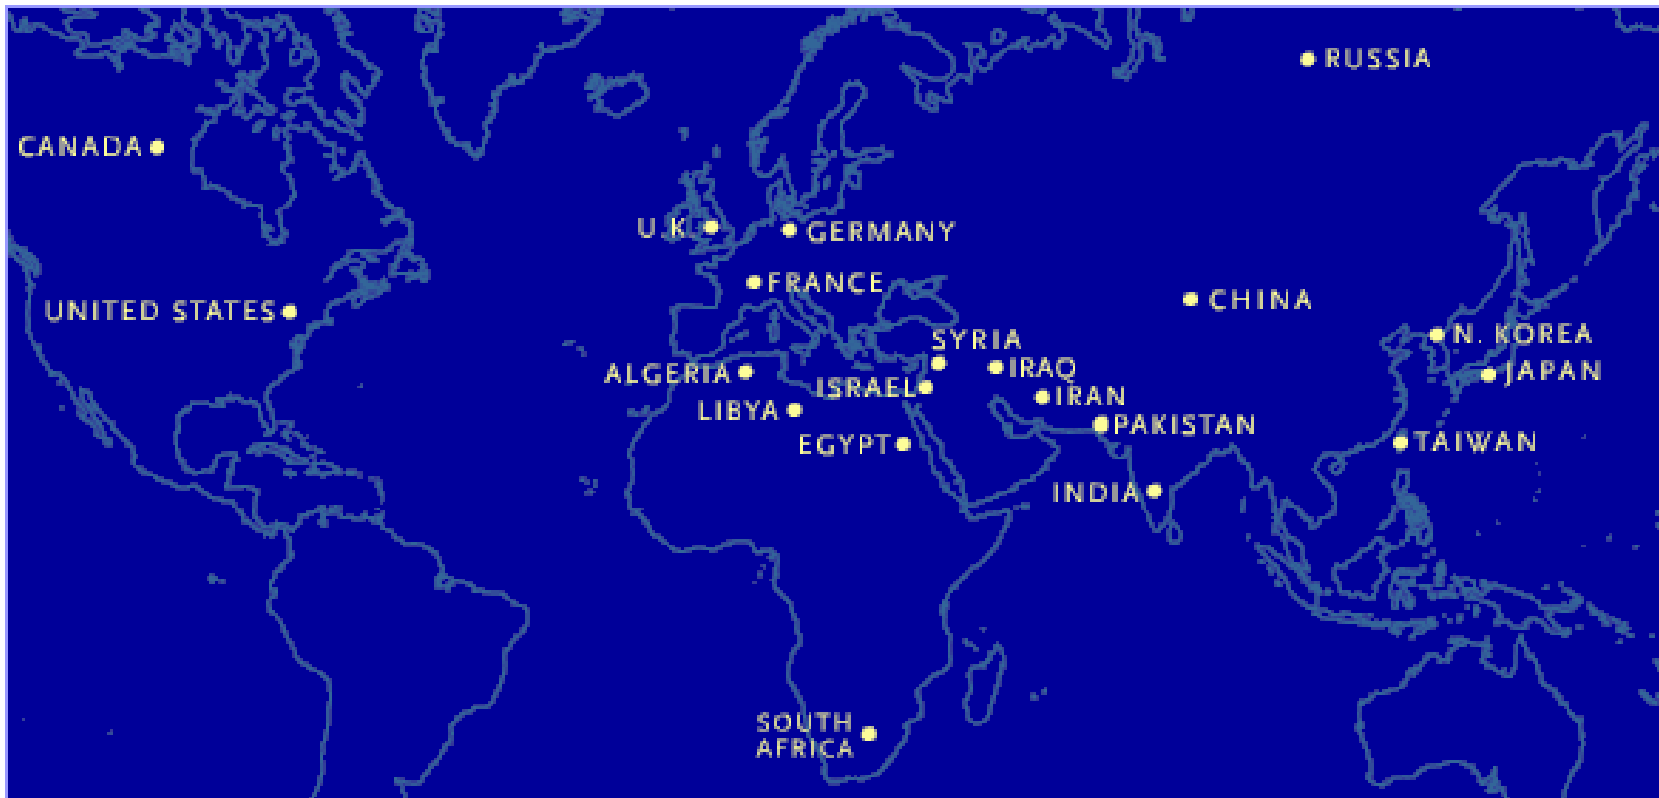 RUSSIA
CANADA
U.K.
GERMANY
FRANCE
CHINA
UNITED STATES
N. KOREA
SYRIA
IRAQ
JAPAN
ALGERIA
ISRAEL
IRAN
LIBYA
PAKISTAN
EGYPT
TAIWAN
INDIA
SOUTH
AFRICA